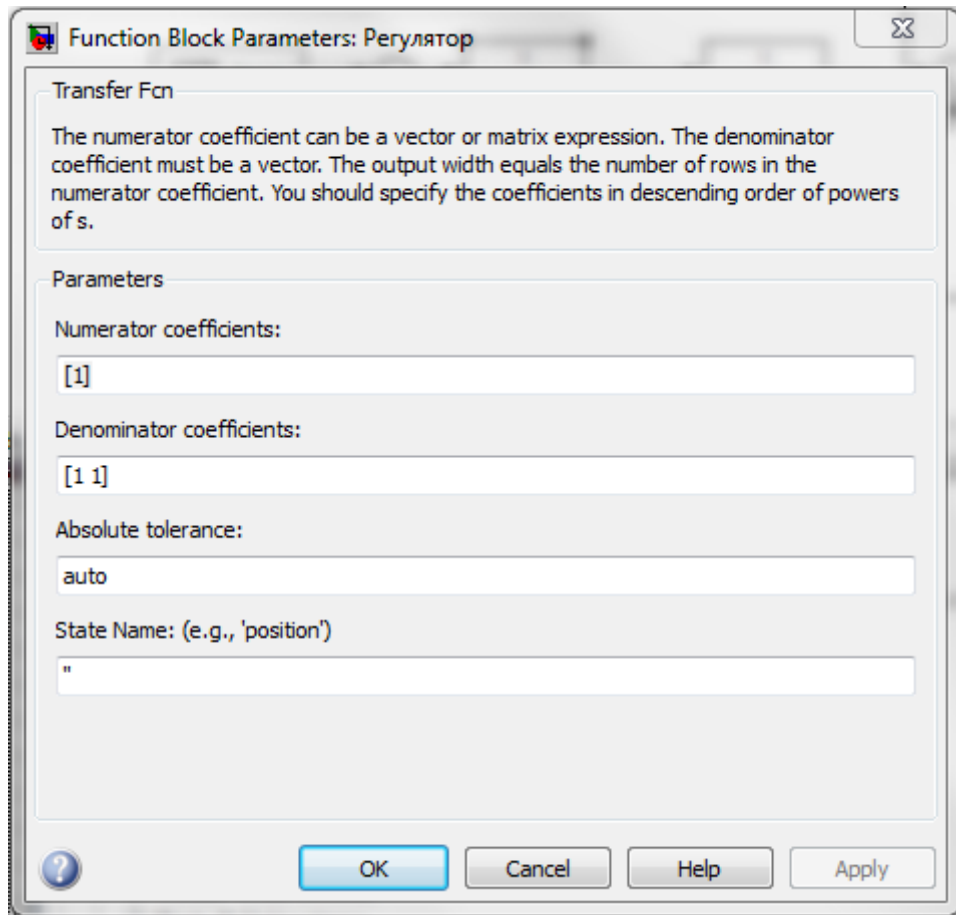 Function Block Parameters: Регулятор
Transfer Fcn
The numerator coefficient can be a vector or matrix expression. The denominator
coefficient must be a vector. The output width equals the number of rows in the
numerator coefficient. You should specify the coefficients in descending order of powers
of s.
Parameters
Numerator coefficients:
[1]
Denominator coefficients:
[1 1]
Absolute tolerance:
auto
State Name: (e.g., 'position')
''
OK Cancel Help Apply